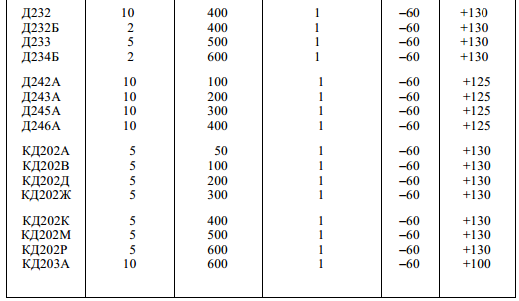 Д232 10 400 1 –60 +130
Д232Б 2 400 1 –60 +130
Д233 5 500 1 –60 +130
Д234Б 2 600 1 –60 +130
Д242А 10 100 1 –60 +125
Д243А 10 200 1 –60 +125
Д245А 10 300 1 –60 +125
Д246А 10 400 1 –60 +125
КД202А 5 50 1 –60 +130
КД202В 5 100 1 –60 +130
КД202Д 5 200 1 –60 +130
КД202Ж 5 300 1 –60 +130
КД202К 5 400 1 –60 +130
КД202М 5 500 1 –60 +130
КД202Р 5 600 1 –60 +130
КД203А 10 600 1 –60 +100